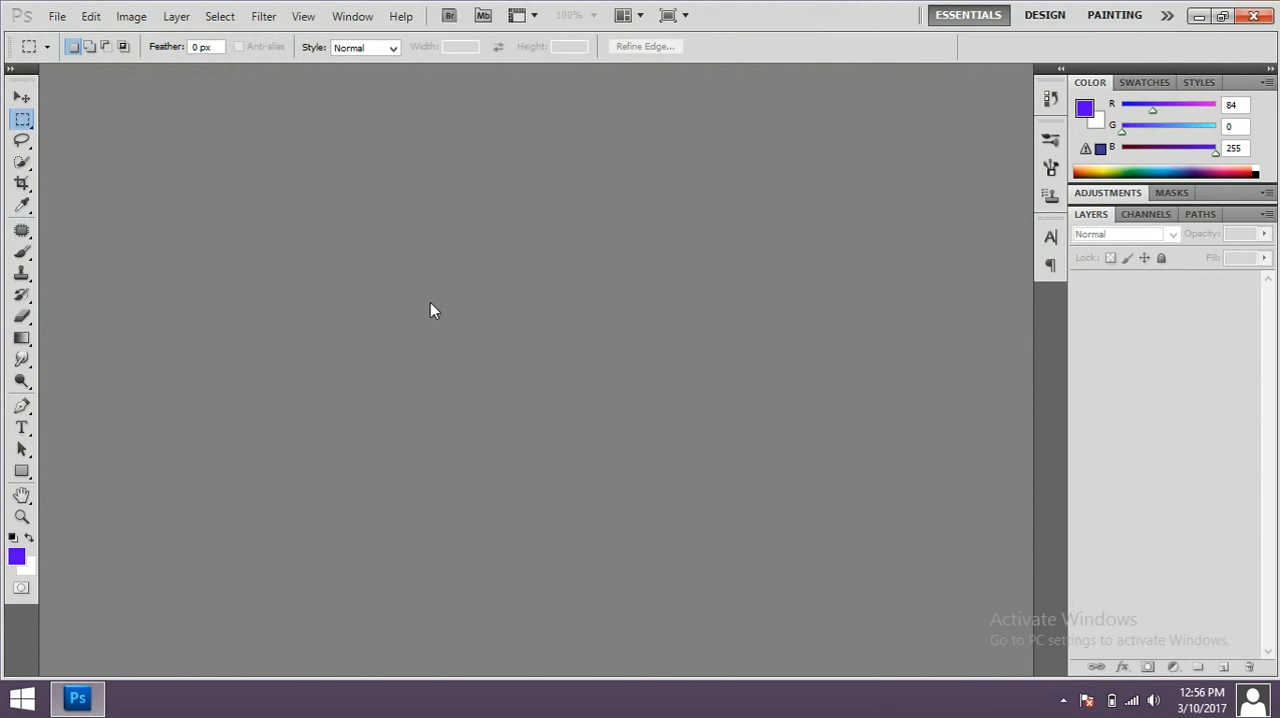 Ps File Edit Image Layer Select Filter View Window Help Br Mb 100% ESSENTIALS DESIGN PAINTING
Feather: 0 px Anti-alias Style: Normal Width: Height: Refine Edge...
COLOR SWATCHES STYLES
R 84
G 0
B 255
ADJUSTMENTS MASKS
LAYERS CHANNELS PATHS
Normal Opacity:
Lock: Fill:
Activate Windows
Go to PC settings to activate Windows.
Ps
12:56 PM
3/10/2017